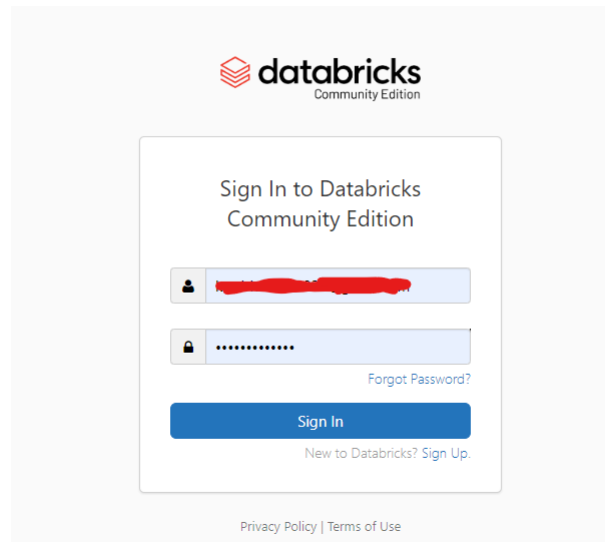 databricks
Community Edition
Sign In to Databricks
Community Edition
Forgot Password?
Sign In
New to Databricks? Sign Up.
Privacy Policy | Terms of Use